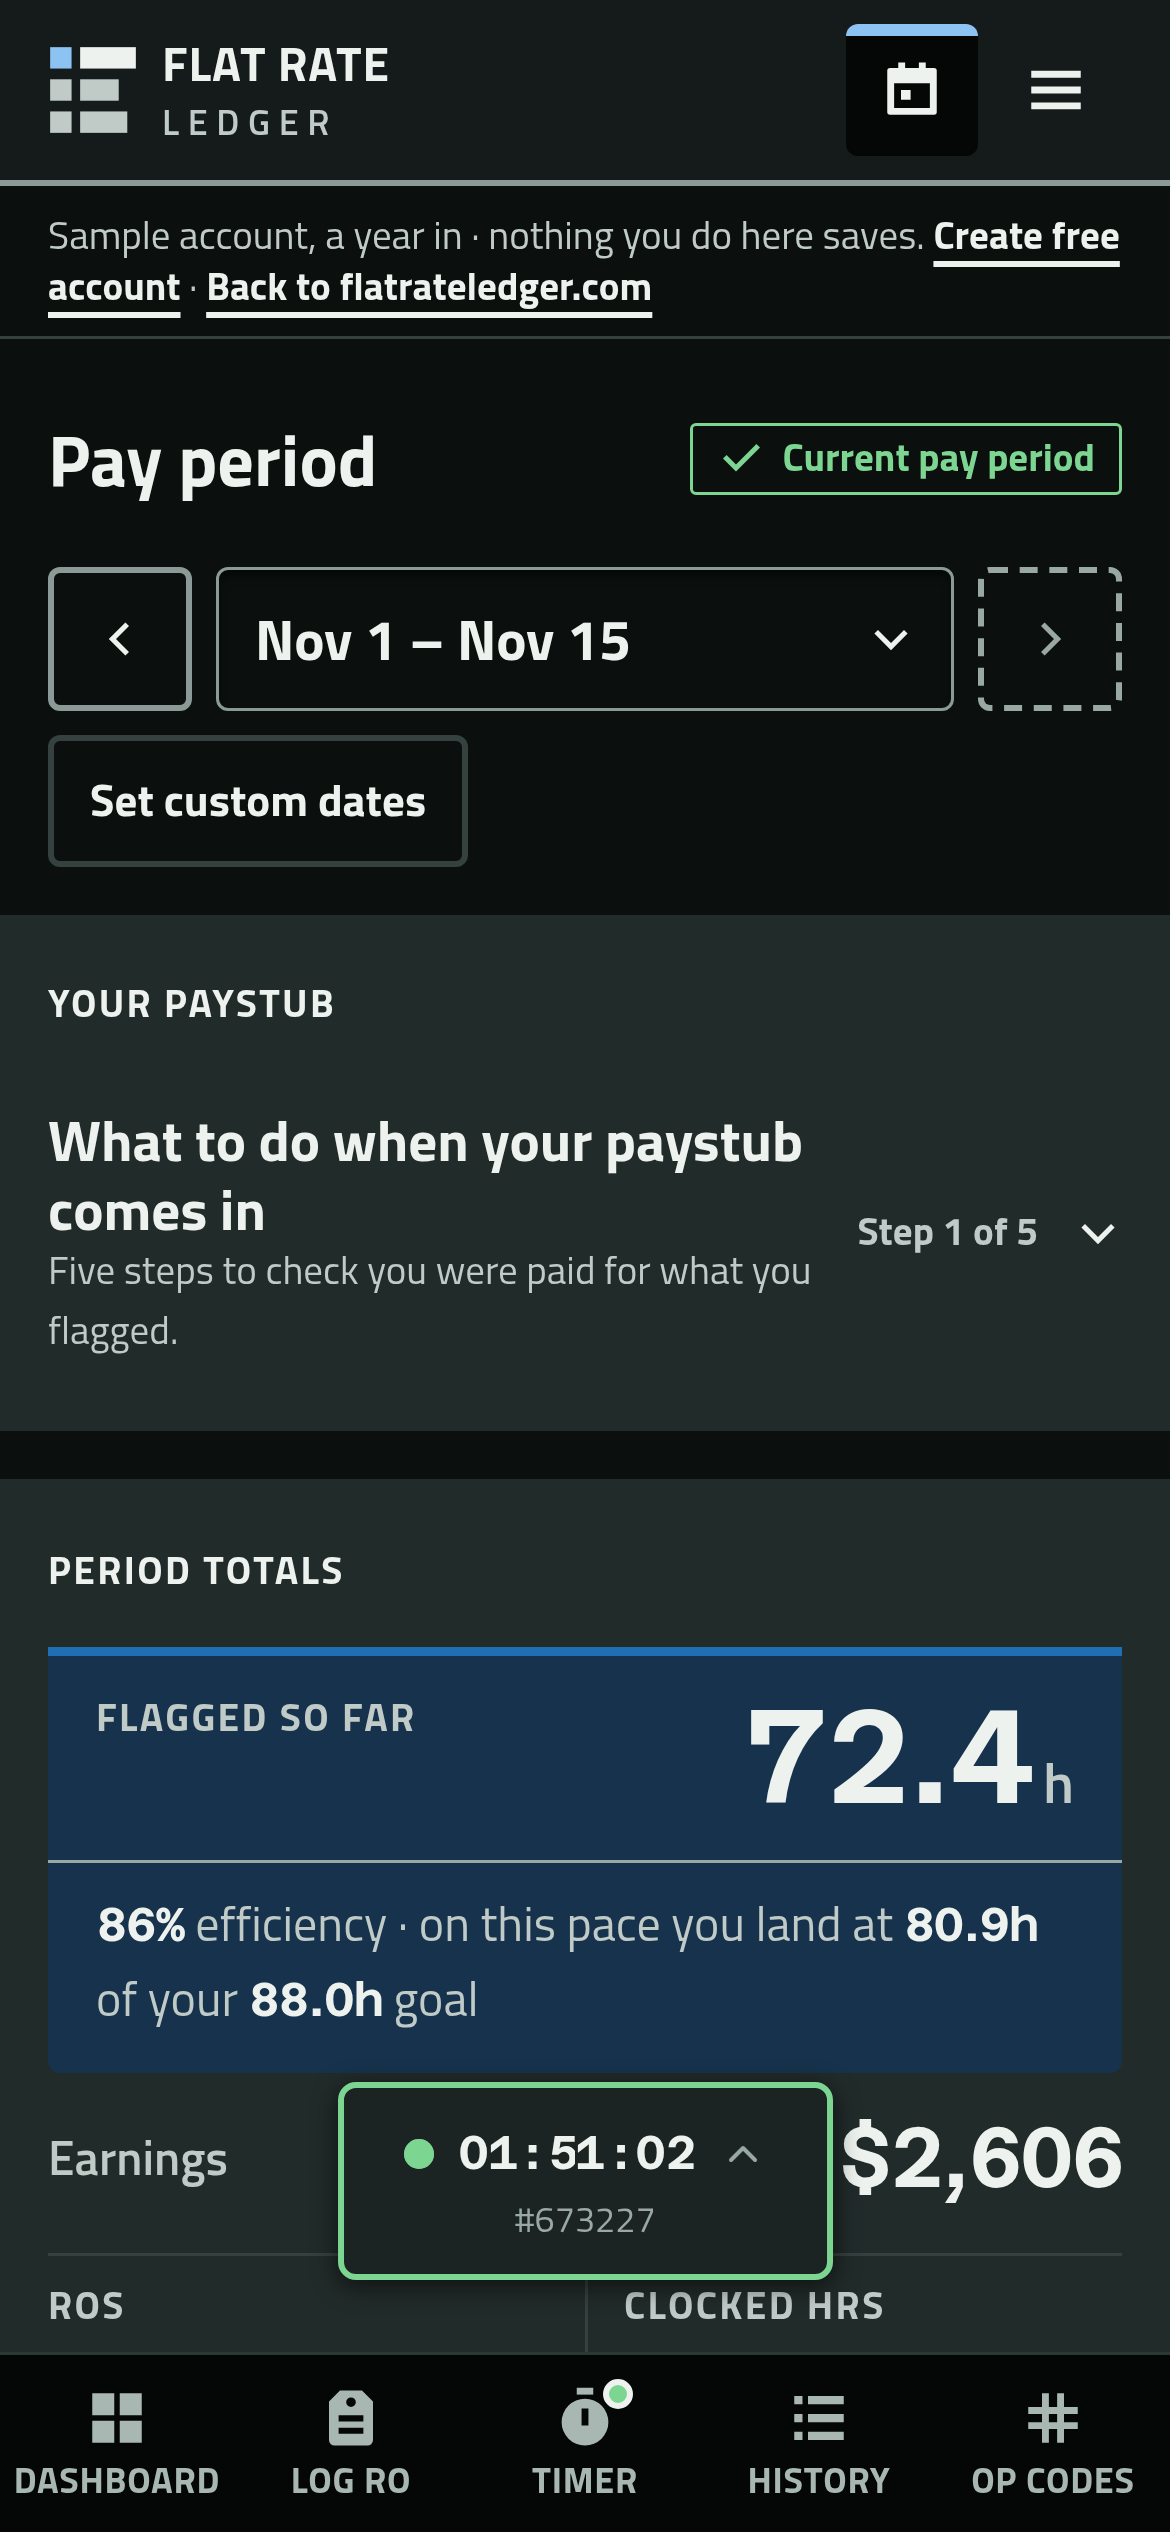 FLAT RATE
LEDGER
Sample account, a year in · nothing you do here saves. Create free
account · Back to flatrateledger.com
Pay period
Current pay period
Nov 1 – Nov 15
Set custom dates
YOUR PAYSTUB
What to do when your paystub
comes in
Step 1 of 5
Five steps to check you were paid for what you
flagged.
PERIOD TOTALS
FLAGGED SO FAR
72.4 h
86% efficiency · on this pace you land at 80.9h
of your 88.0h goal
Earnings
$2,606
01:51:02
#673227
ROS
CLOCKED HRS
DASHBOARD
LOG RO
TIMER
HISTORY
OP CODES